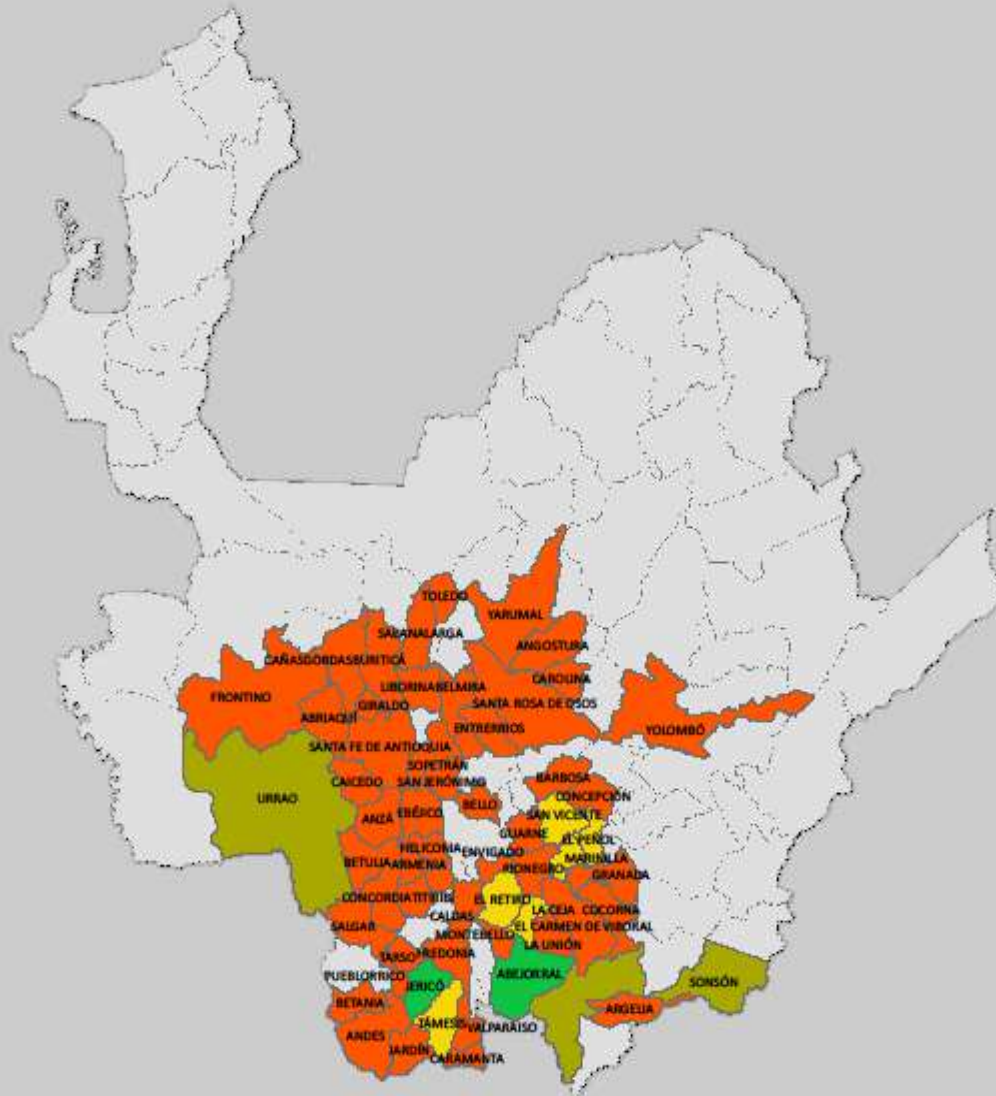 TOLEDO
YARUMAL
SABANALARGA
ANGOSTURA
CAÑASGORDAS
BURITICÁ
CAROLINA
LIBORINA
BELMIRA
FRONTINO
GIRALDO
SANTA ROSA DE OSOS
ABRIAQUÍ
ENTRERRIOS
YOLOMBÓ
SANTA FE DE ANTIOQUIA
SOPETRÁN
CAICEDO
SAN JERÓNIMO
BARBOSA
URRAO
CONCEPCIÓN
BELLO
ANZÁ
EBÉJICO
SAN VICENTE
GUARNE
EL PEÑOL
HELICONIA
ENVIGADO
MARINILLA
BETULIA
ARMENIA
RIONEGRO
GRANADA
CONCORDIA
TITIRIBÍ
EL RETIRO
LA CEJA
COCORNA
CALDAS
SALGAR
EL CARMEN DE VIBORAL
MONTEBELLO
LA UNIÓN
TARSO
FREDONIA
PUEBLORRICO
JERICÓ
ABEJORRAL
SONSÓN
BETANIA
ARGELIA
TÁMESIS
VALPARAÍSO
ANDES
JARDÍN
CARAMANTA